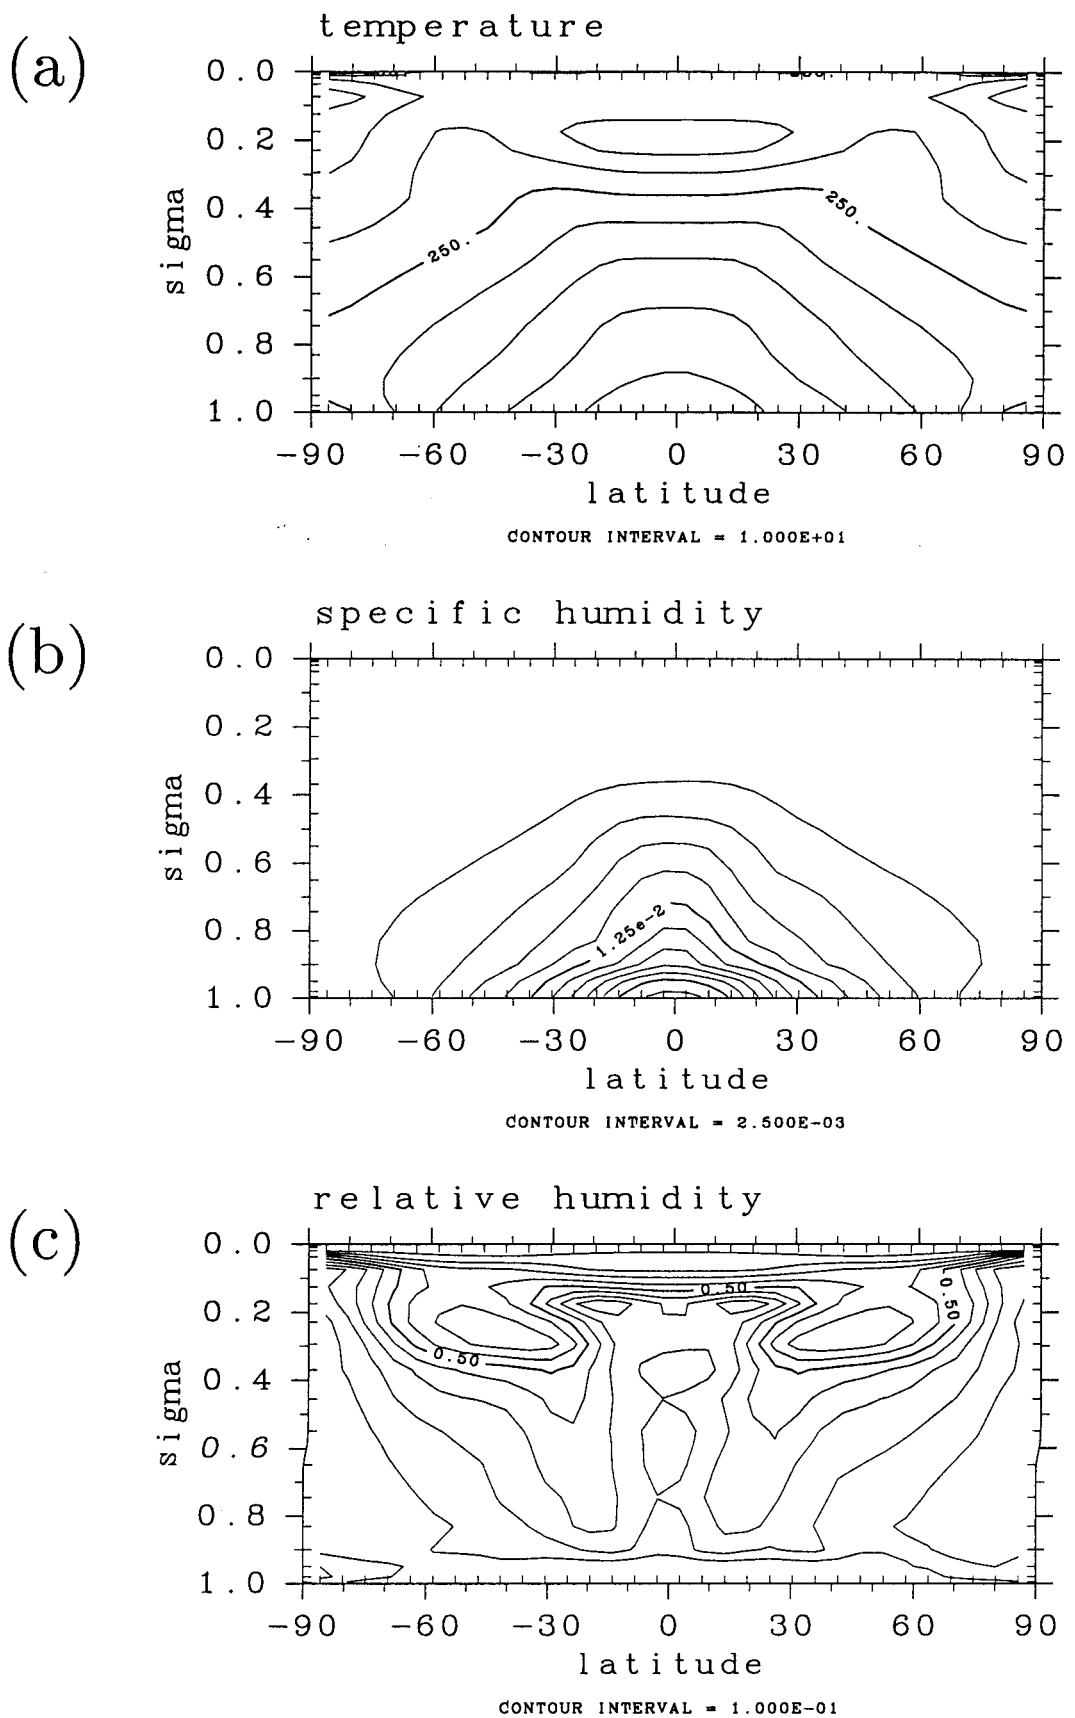 (a)
temperature
0.0
0.2
0.4
0.6
0.8
1.0
sigma
250.
250.
-90 -60 -30 0 30 60 90
latitude
CONTOUR INTERVAL = 1.000E+01
(b)
specific humidity
0.0
0.2
0.4
0.6
0.8
1.0
sigma
1.25e-2
-90 -60 -30 0 30 60 90
latitude
CONTOUR INTERVAL = 2.500E-03
(c)
relative humidity
0.0
0.2
0.4
0.6
0.8
1.0
sigma
0.50
0.50
0.50
-90 -60 -30 0 30 60 90
latitude
CONTOUR INTERVAL = 1.000E-01